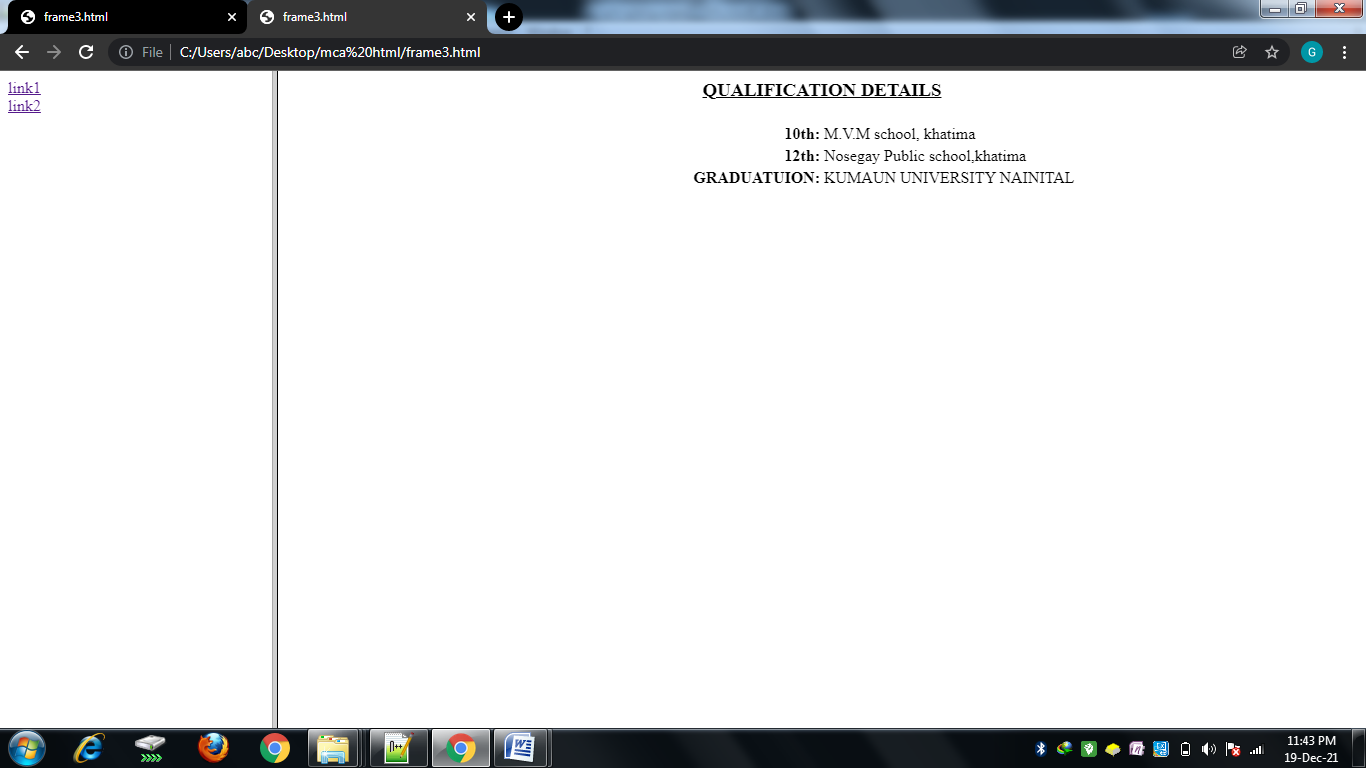 frame3.html
frame3.html
File
C:/Users/abc/Desktop/mca%20html/frame3.html
G
link1
link2
QUALIFICATION DETAILS
10th: M.V.M school, khatima
12th: Nosegay Public school,khatima
GRADUATUION: KUMAUN UNIVERSITY NAINITAL
11:43 PM
19-Dec-21